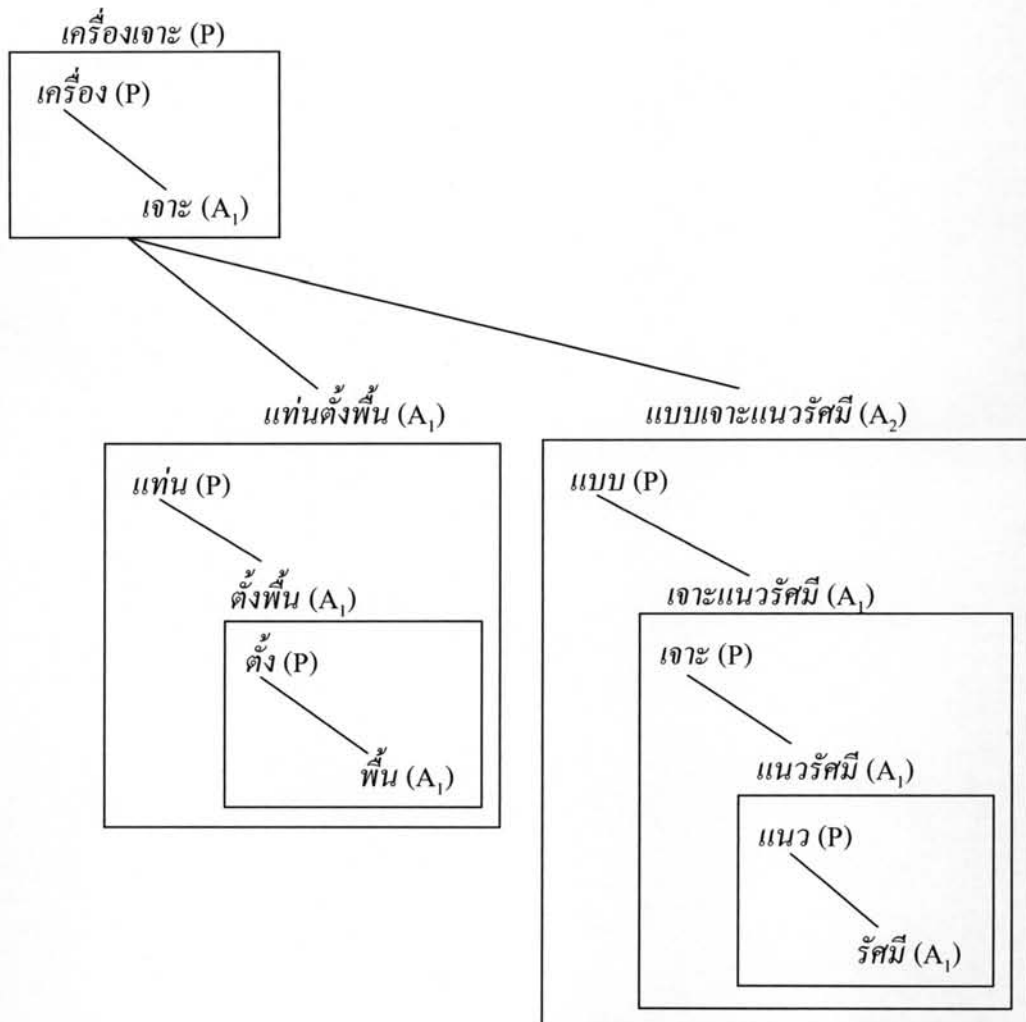 เครื่องเจาะ (P)
เครื่อง (P)
เจาะ (A₁)
แท่นตั้งพื้น (A₁)
แบบเจาะแนวรัศมี (A₂)
แท่น (P)
แบบ (P)
ตั้งพื้น (A₁)
เจาะแนวรัศมี (A₁)
ตั้ง (P)
เจาะ (P)
พื้น (A₁)
แนวรัศมี (A₁)
แนว (P)
รัศมี (A₁)